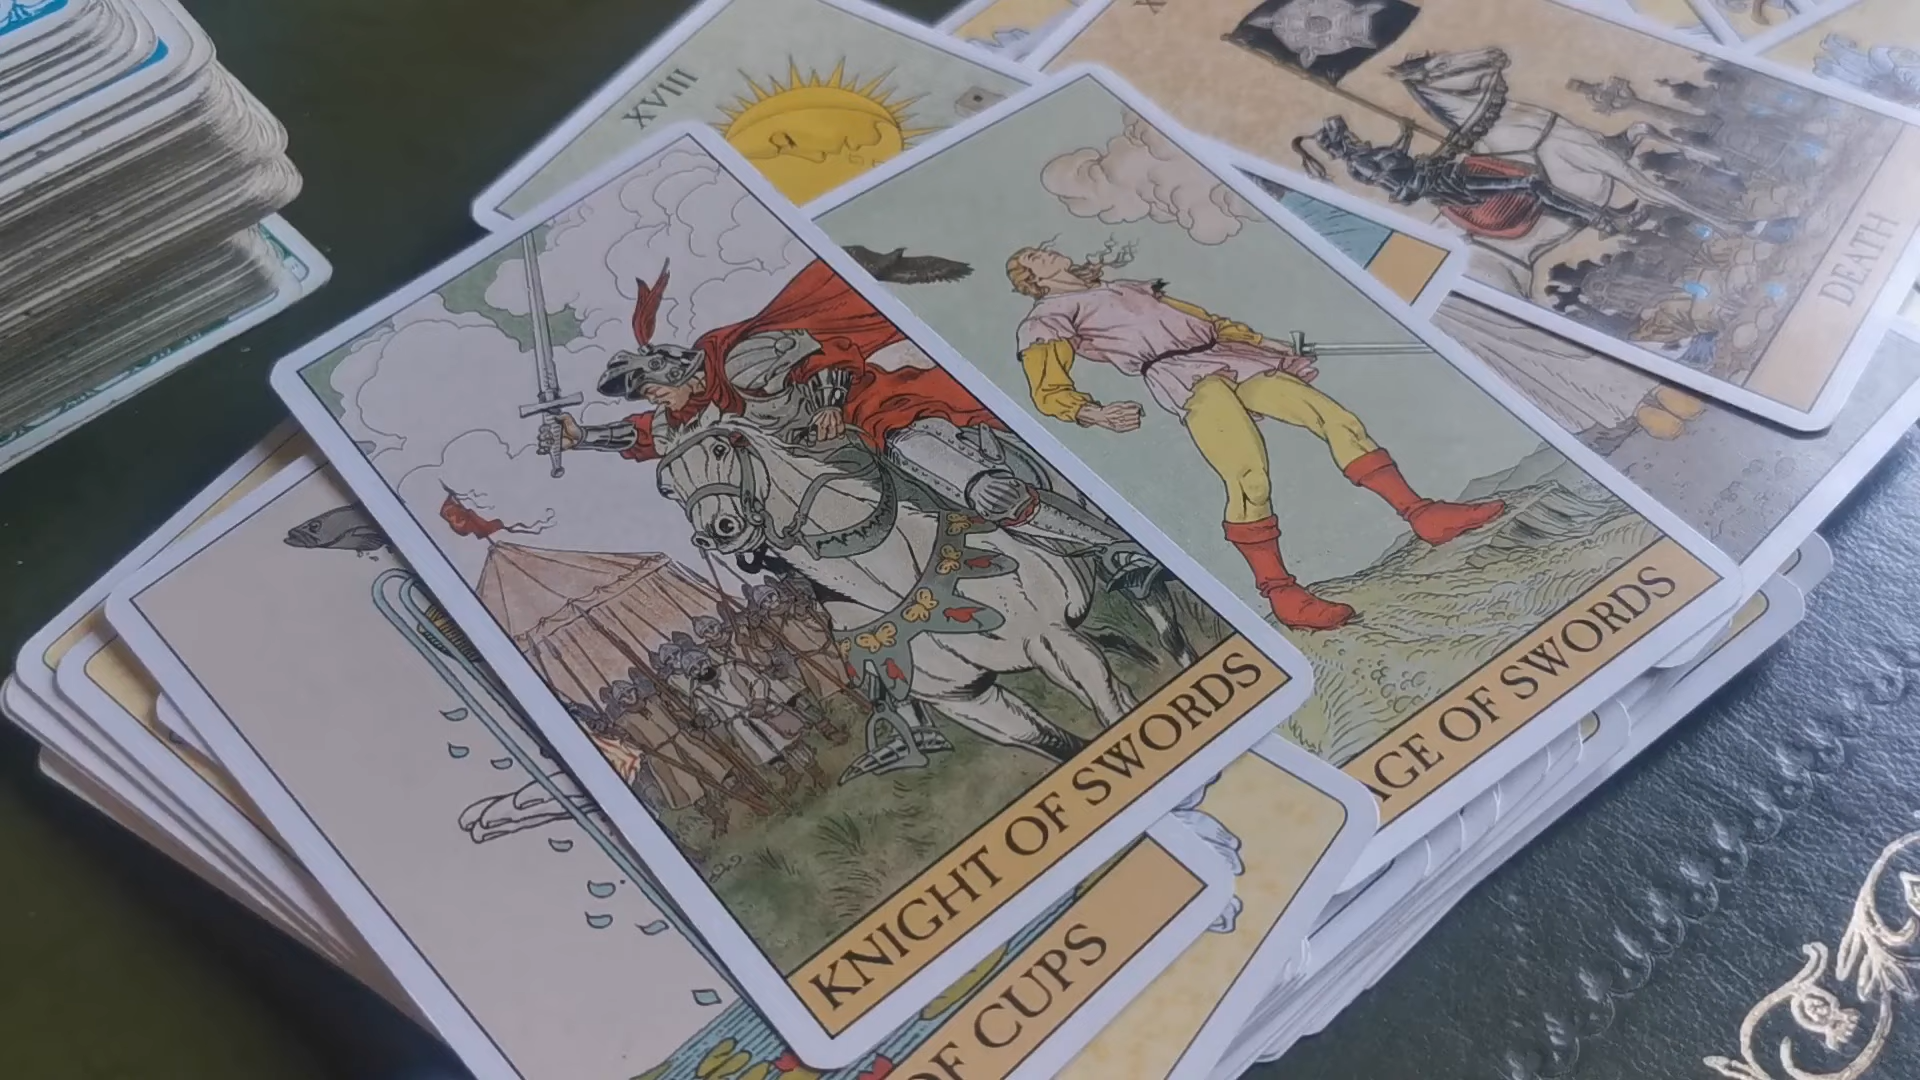 XVIII
DEATH
KNIGHT OF SWORDS
AGE OF SWORDS
OF CUPS